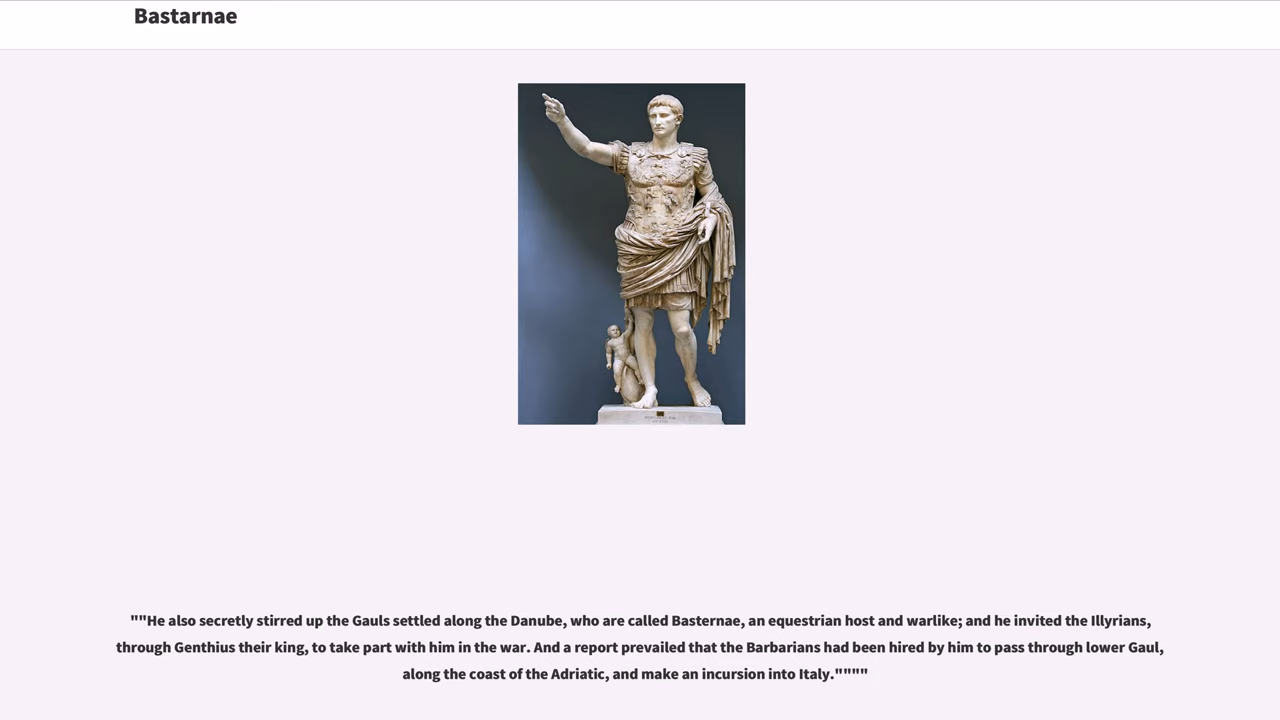 Bastarnae
""He also secretly stirred up the Gauls settled along the Danube, who are called Basternae, an equestrian host and warlike; and he invited the Illyrians,
through Genthius their king, to take part with him in the war. And a report prevailed that the Barbarians had been hired by him to pass through lower Gaul,
along the coast of the Adriatic, and make an incursion into Italy.""""